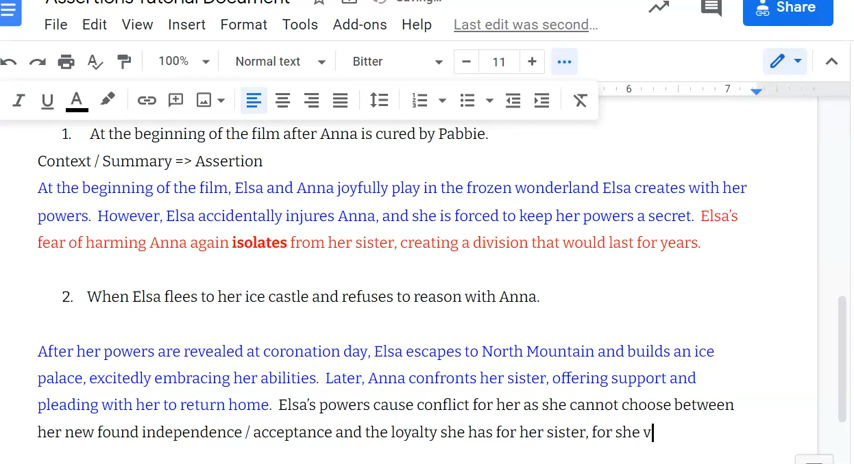 Assertions Tutorial Document Saving...
File Edit View Insert Format Tools Add-ons Help Last edit was second...
Share
100% Normal text Bitter − 11 +
6 7
1. At the beginning of the film after Anna is cured by Pabbie.
Context / Summary => Assertion
At the beginning of the film, Elsa and Anna joyfully play in the frozen wonderland Elsa creates with her
powers. However, Elsa accidentally injures Anna, and she is forced to keep her powers a secret. Elsa's
fear of harming Anna again isolates from her sister, creating a division that would last for years.
2. When Elsa flees to her ice castle and refuses to reason with Anna.
After her powers are revealed at coronation day, Elsa escapes to North Mountain and builds an ice
palace, excitedly embracing her abilities. Later, Anna confronts her sister, offering support and
pleading with her to return home. Elsa's powers cause conflict for her as she cannot choose between
her new found independence / acceptance and the loyalty she has for her sister, for she v